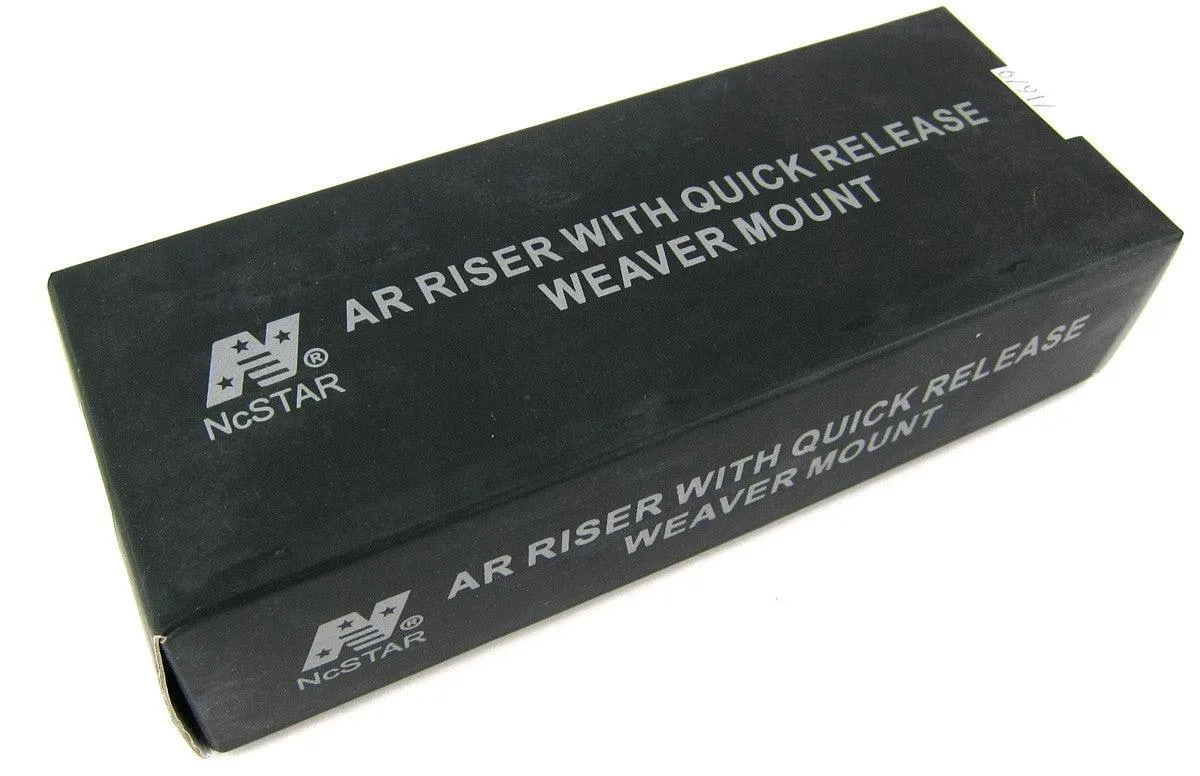 AR RISER WITH QUICK RELEASE
WEAVER MOUNT
®
NcSTAR
AR RISER WITH QUICK RELEASE
WEAVER MOUNT
®
NcSTAR